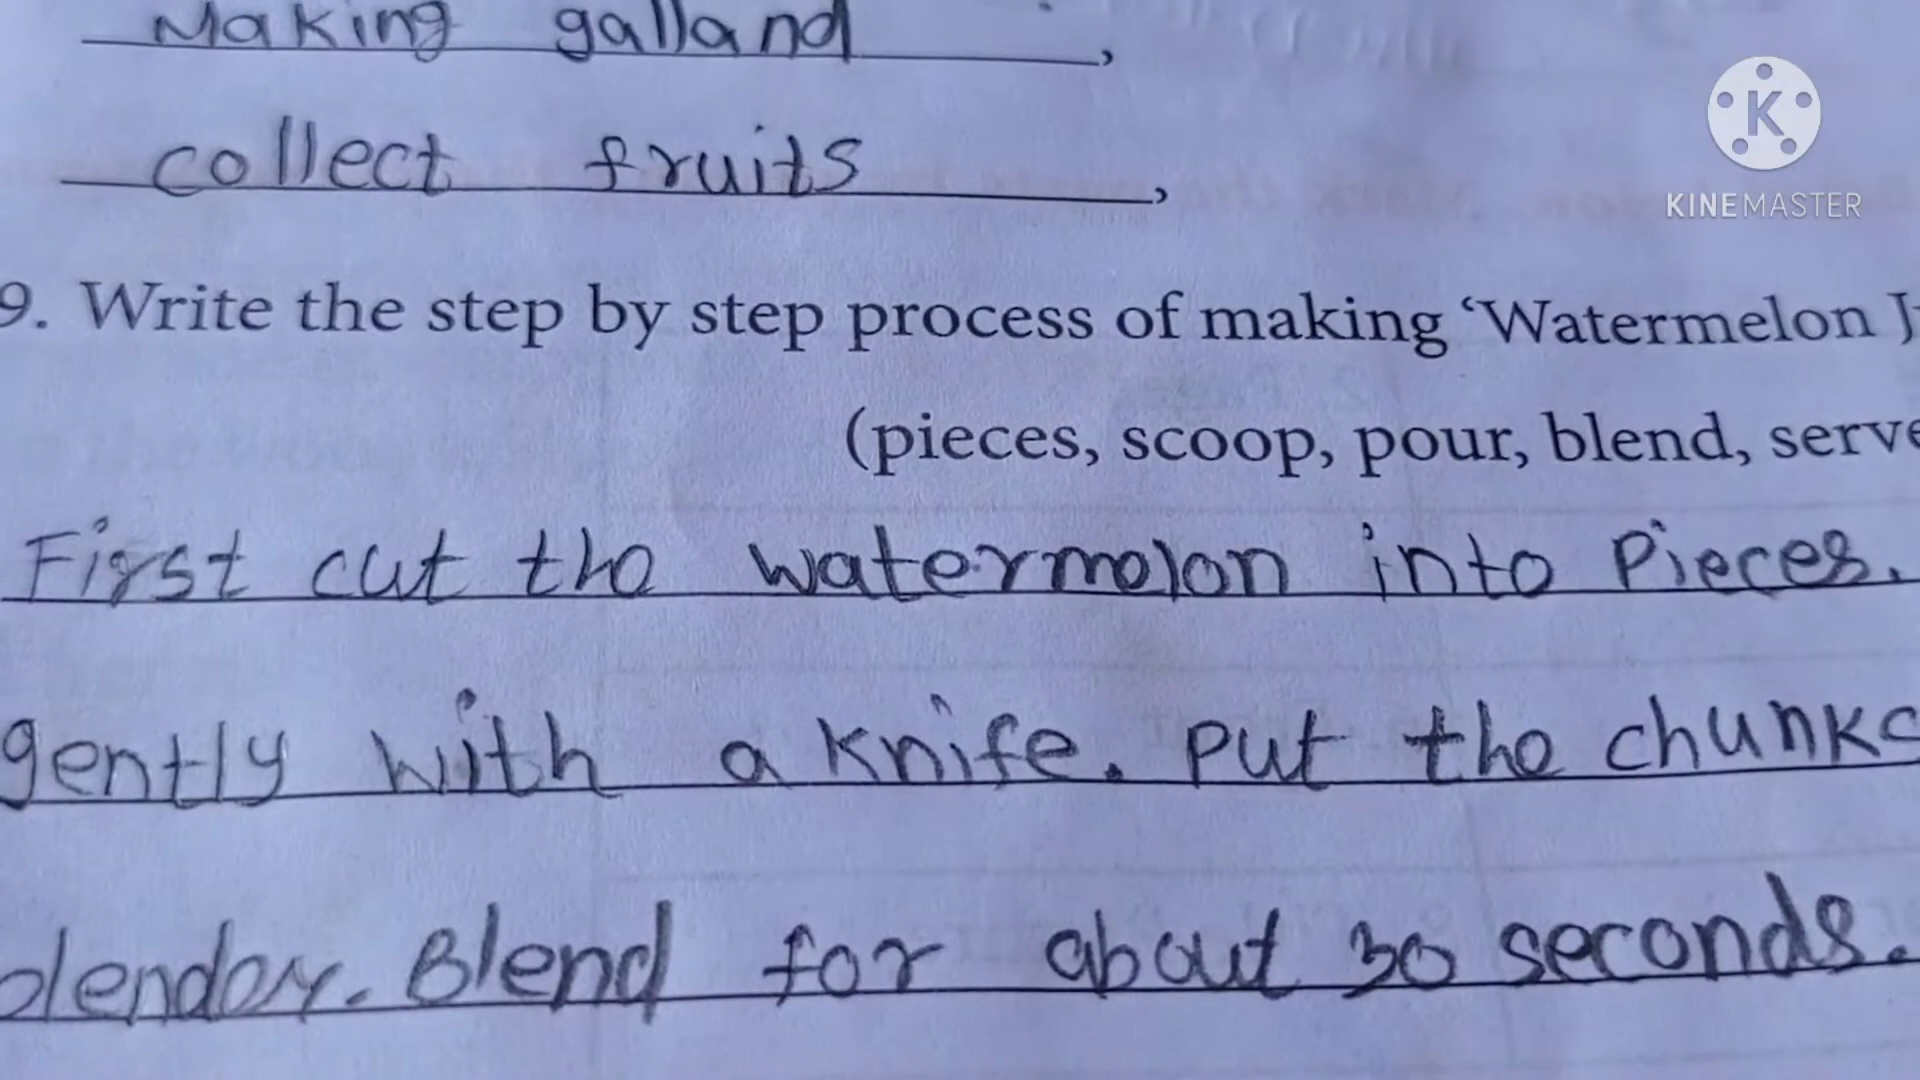 Making galland ,
collect fruits ,
KINEMASTER
9. Write the step by step process of making ‘Watermelon J
(pieces, scoop, pour, blend, serve
First cut the watermelon into Pieces.
gently with a knife. Put the chunks
blender. Blend for about 30 seconds.